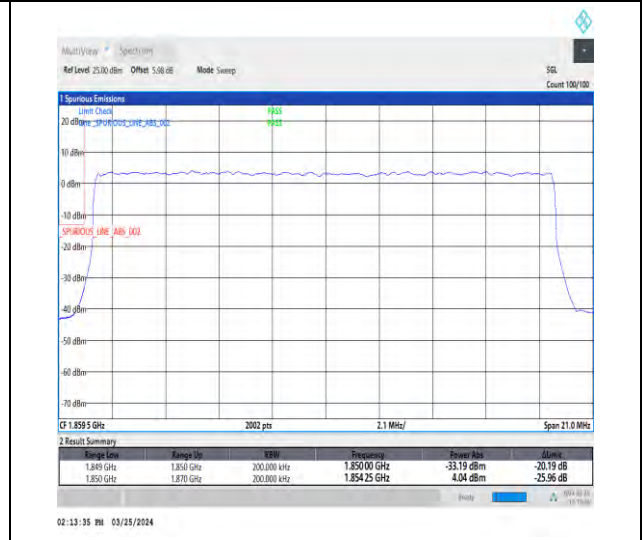 MultiView Spectrum
Ref Level 25.00 dBm Offset 5.98 dB Mode Sweep SGL
Count 100/100
1 Spurious Emissions
Limit Check PASS
20 dBm _SPURIOUS_LINE_ABS_002 PASS
10 dBm
0 dBm
-10 dBm
_SPURIOUS_LINE_ABS_002
-20 dBm
-30 dBm
-40 dBm
-50 dBm
-60 dBm
-70 dBm
CF 1.859 5 GHz 2002 pts 2.1 MHz/ Span 21.0 MHz
2 Result Summary
Range Low Range Up RBW Frequency Power Abs ΔLimit
1.849 GHz 1.850 GHz 200.000 kHz 1.85000 GHz -33.19 dBm -20.19 dB
1.850 GHz 1.870 GHz 200.000 kHz 1.85425 GHz 4.04 dBm -25.96 dB
Ready
02:13:35 PM 03/25/2024